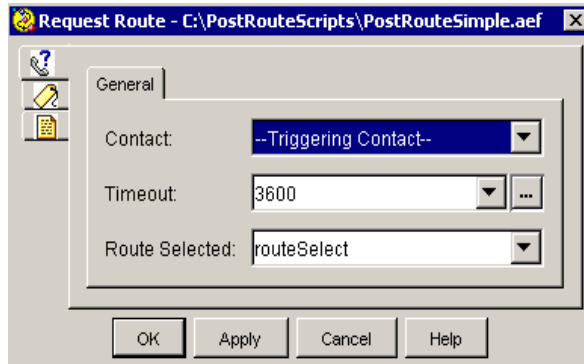 Request Route - C:\PostRouteScripts\PostRouteSimple.aef
General
Contact: --Triggering Contact--
Timeout: 3600 ...
Route Selected: routeSelect
OK Apply Cancel Help